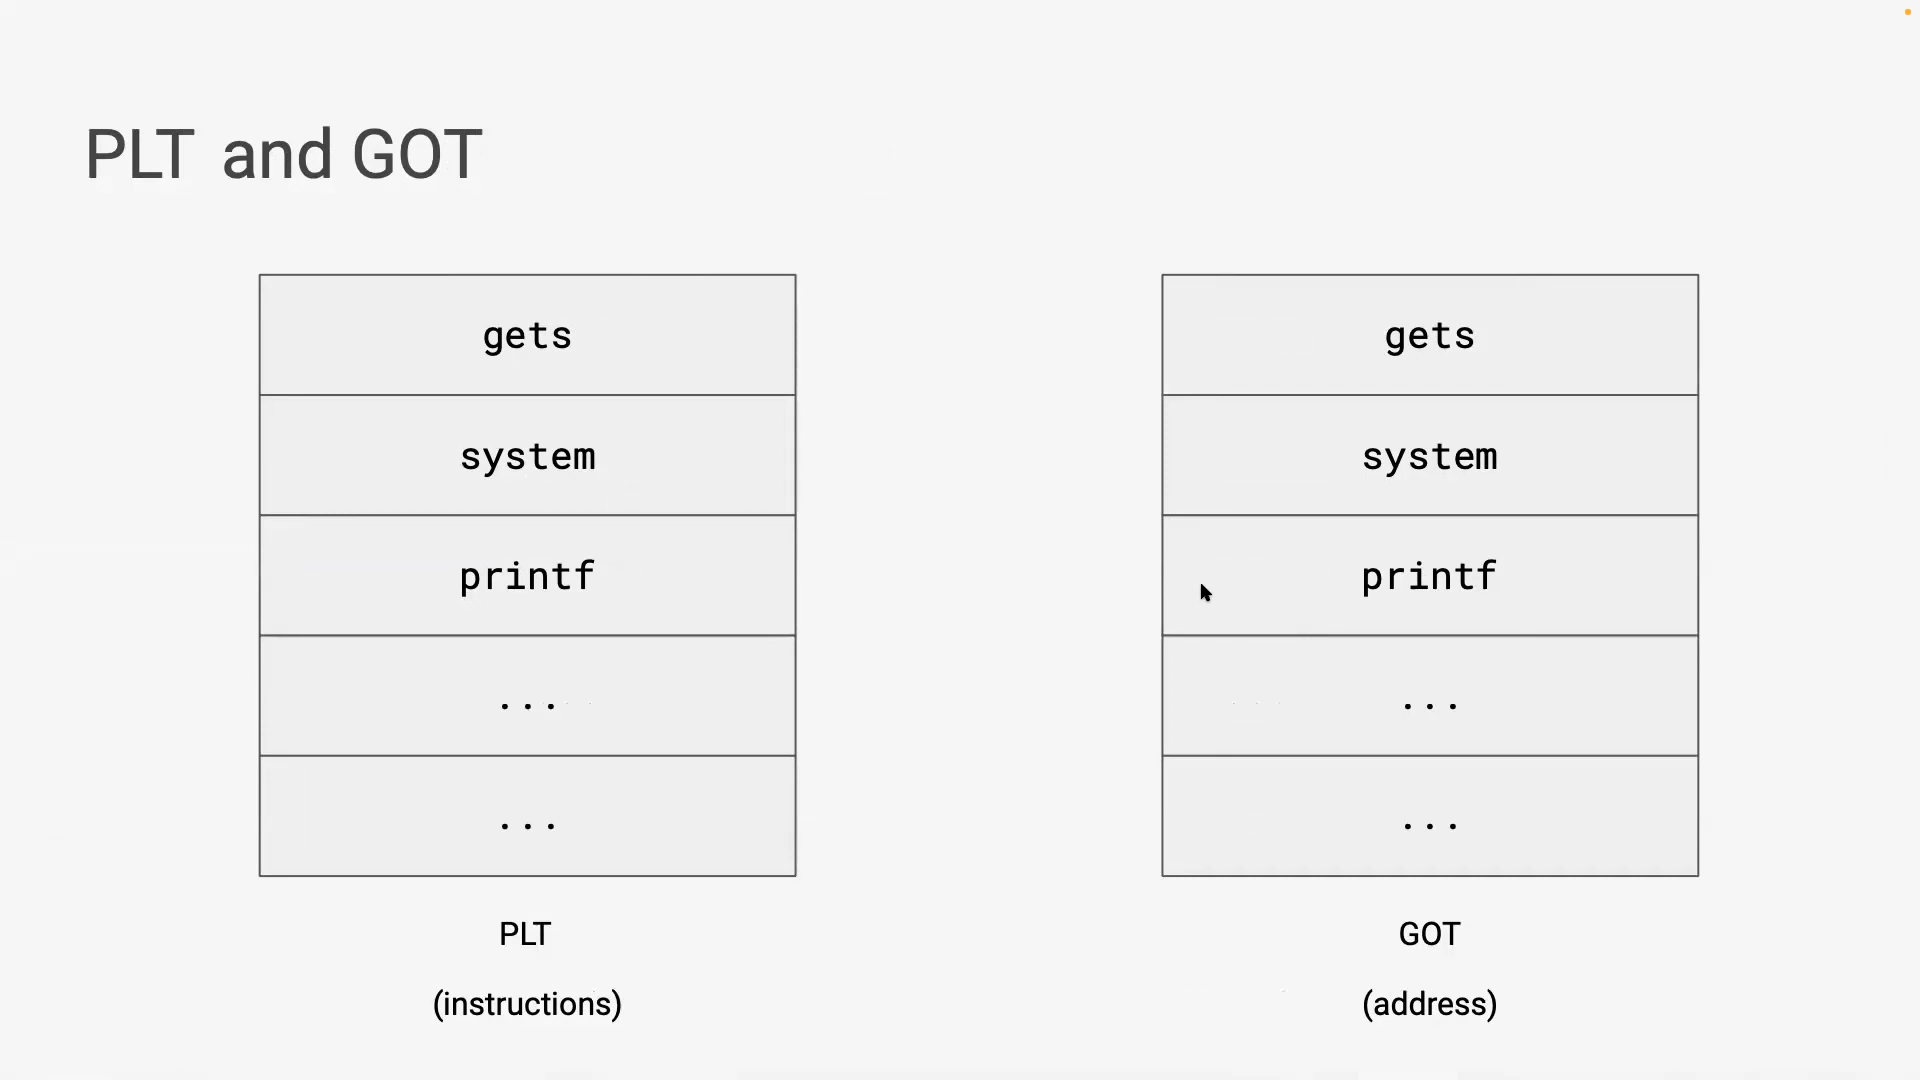 PLT and GOT
gets
system
printf
...
...
PLT
(instructions)
gets
system
printf
...
...
GOT
(address)